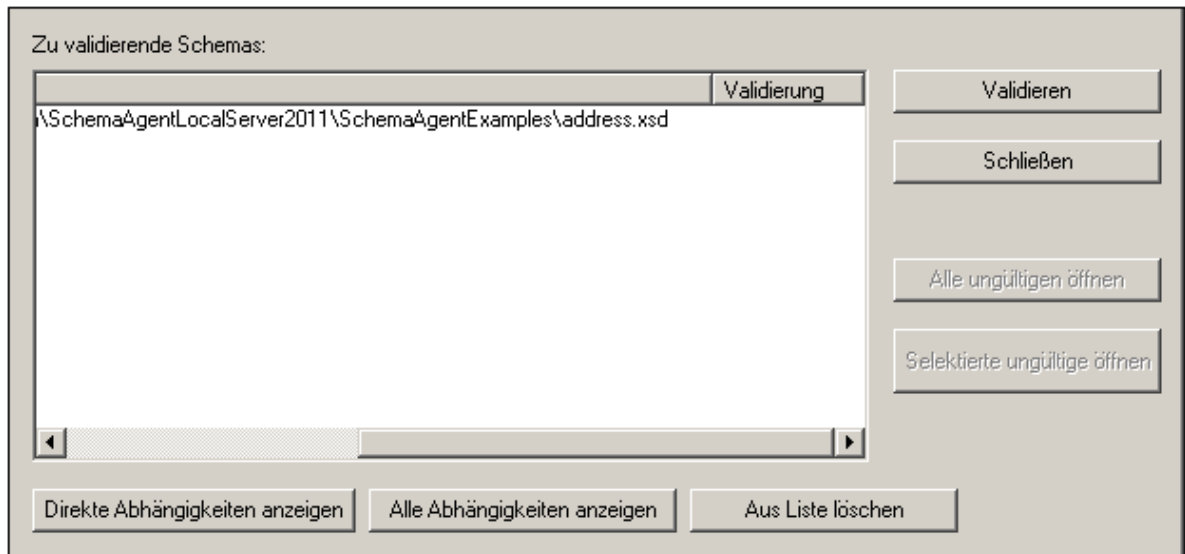 Zu validierende Schemas:
Validierung
\SchemaAgentLocalServer2011\SchemaAgentExamples\address.xsd
Validieren
Schließen
Alle ungültigen öffnen
Selektierte ungültige öffnen
Direkte Abhängigkeiten anzeigen
Alle Abhängigkeiten anzeigen
Aus Liste löschen